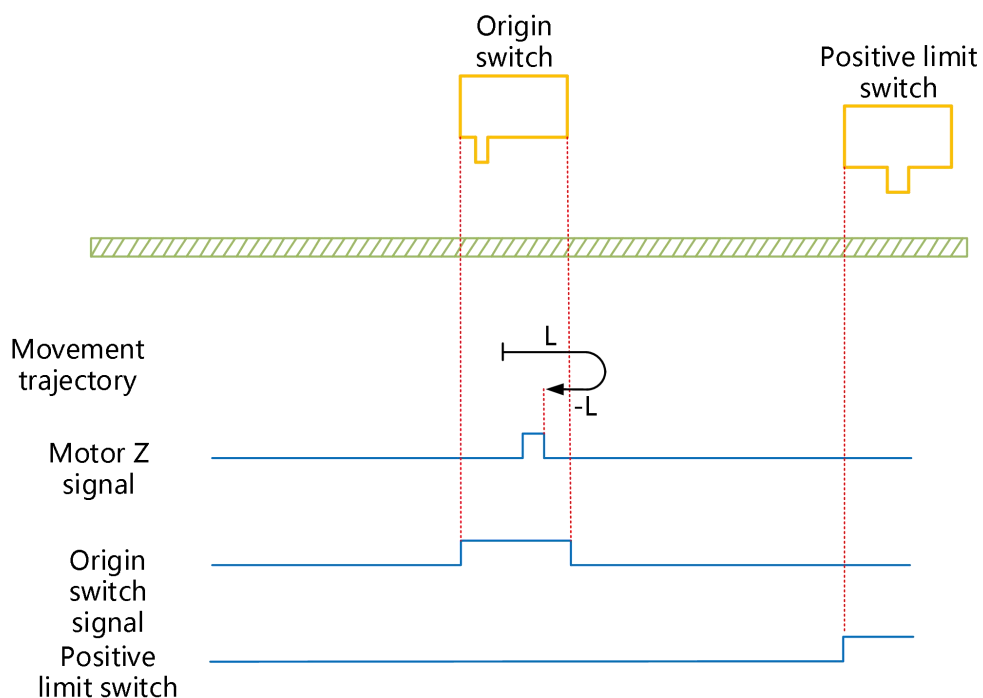 Origin
switch
Positive limit
switch
L
Movement
trajectory
-L
Motor Z
signal
Origin
switch
signal
Positive
limit switch